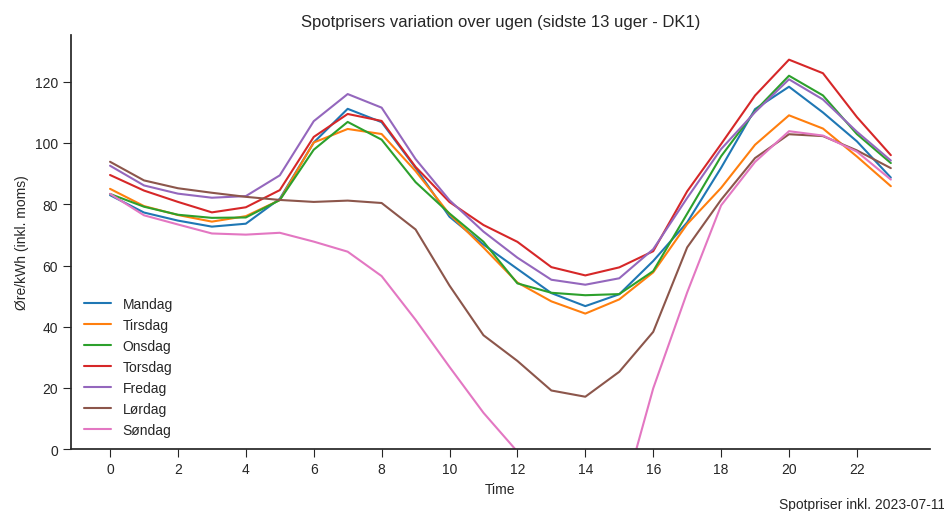 Spotprisers variation over ugen (sidste 13 uger - DK1)
Øre/kWh (inkl. moms)
120
100
80
60
40
20
0
Mandag
Tirsdag
Onsdag
Torsdag
Fredag
Lørdag
Søndag
0 2 4 6 8 10 12 14 16 18 20 22
Time
Spotpriser inkl. 2023-07-11